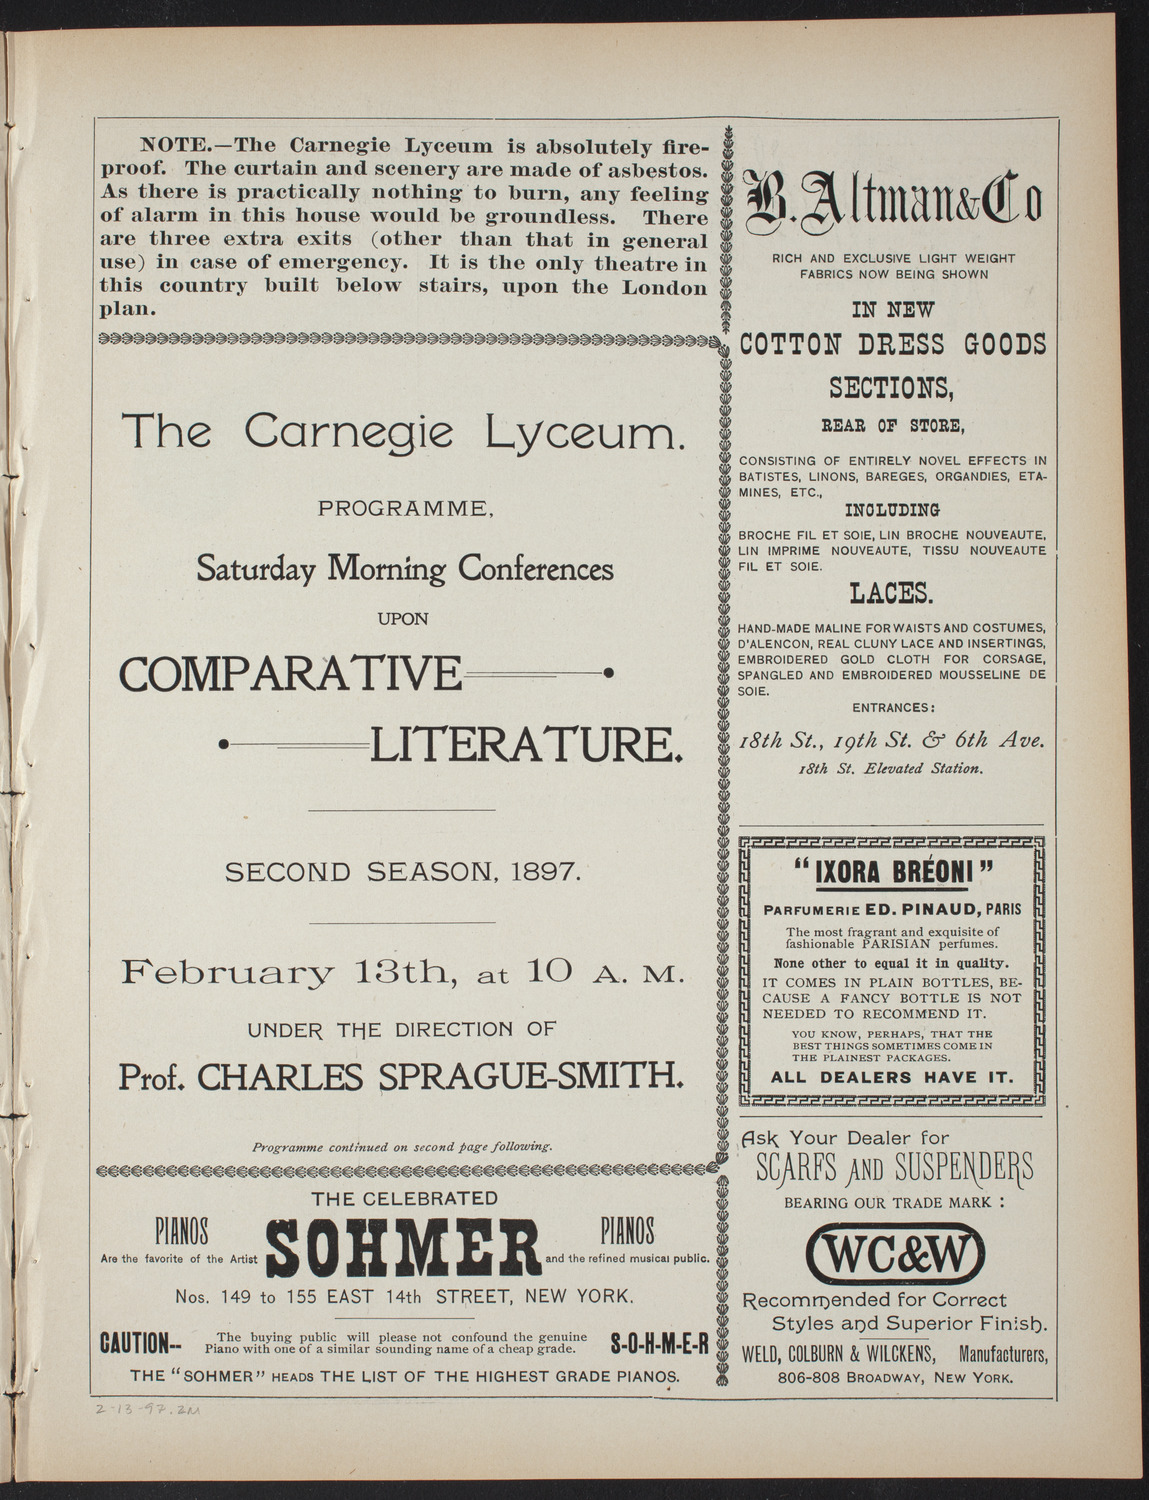 NOTE.—The Carnegie Lyceum is absolutely fire-
proof. The curtain and scenery are made of asbestos.
As there is practically nothing to burn, any feeling
of alarm in this house would be groundless. There
are three extra exits (other than that in general
use) in case of emergency. It is the only theatre in
this country built below stairs, upon the London
plan.
The Carnegie Lyceum.
PROGRAMME,
Saturday Morning Conferences
UPON
COMPARATIVE
LITERATURE.
SECOND SEASON, 1897.
February 13th, at 10 A. M.
UNDER THE DIRECTION OF
Prof. CHARLES SPRAGUE-SMITH.
Programme continued on second page following.
THE CELEBRATED
PIANOS SOHMER PIANOS
Are the favorite of the Artist and the refined musical public.
Nos. 149 to 155 EAST 14th STREET, NEW YORK.
CAUTION-- The buying public will please not confound the genuine S-O-H-M-E-R
Piano with one of a similar sounding name of a cheap grade.
THE "SOHMER" HEADS THE LIST OF THE HIGHEST GRADE PIANOS.
2-13-97.2M
B. Altman & Co
RICH AND EXCLUSIVE LIGHT WEIGHT
FABRICS NOW BEING SHOWN
IN NEW
COTTON DRESS GOODS
SECTIONS,
REAR OF STORE,
CONSISTING OF ENTIRELY NOVEL EFFECTS IN
BATISTES, LINONS, BAREGES, ORGANDIES, ETA-
MINES, ETC.,
INCLUDING
BROCHE FIL ET SOIE, LIN BROCHE NOUVEAUTE,
LIN IMPRIME NOUVEAUTE, TISSU NOUVEAUTE
FIL ET SOIE.
LACES.
HAND-MADE MALINE FOR WAISTS AND COSTUMES,
D'ALENCON, REAL CLUNY LACE AND INSERTINGS,
EMBROIDERED GOLD CLOTH FOR CORSAGE,
SPANGLED AND EMBROIDERED MOUSSELINE DE
SOIE.
ENTRANCES:
18th St., 19th St. & 6th Ave.
18th St. Elevated Station.
"IXORA BRÉONI"
PARFUMERIE ED. PINAUD, PARIS
The most fragrant and exquisite of
fashionable PARISIAN perfumes.
None other to equal it in quality.
IT COMES IN PLAIN BOTTLES, BE-
CAUSE A FANCY BOTTLE IS NOT
NEEDED TO RECOMMEND IT.
YOU KNOW, PERHAPS, THAT THE
BEST THINGS SOMETIMES COME IN
THE PLAINEST PACKAGES.
ALL DEALERS HAVE IT.
Ask Your Dealer for
SCARFS AND SUSPENDERS
BEARING OUR TRADE MARK:
WC&W
Recommended for Correct
Styles and Superior Finish.
WELD, COLBURN & WILCKENS, Manufacturers,
806-808 BROADWAY, NEW YORK.